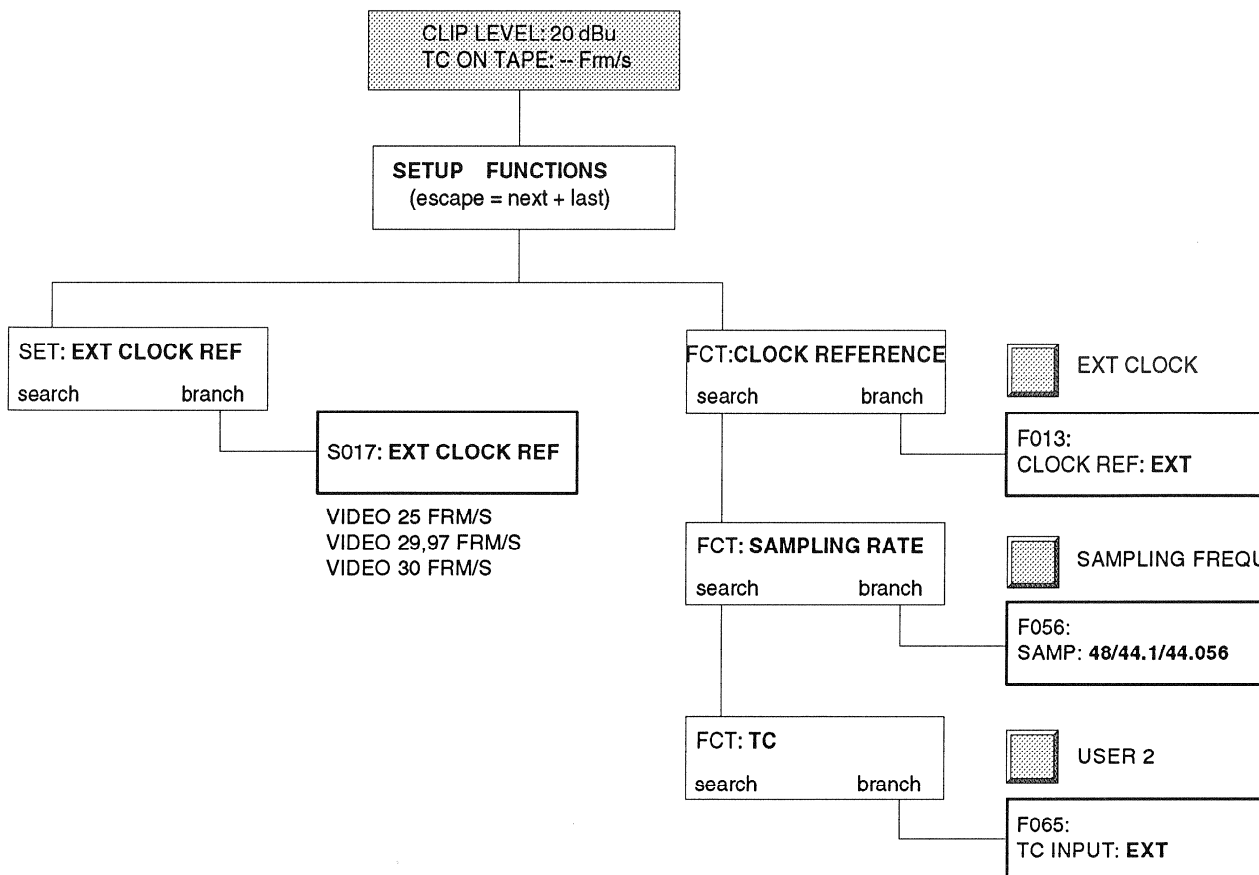 CLIP LEVEL: 20 dBu
TC ON TAPE: -- Frm/s
SETUP FUNCTIONS
(escape = next + last)
SET: EXT CLOCK REF
search branch
S017: EXT CLOCK REF
VIDEO 25 FRM/S
VIDEO 29,97 FRM/S
VIDEO 30 FRM/S
FCT:CLOCK REFERENCE
search branch
EXT CLOCK
F013:
CLOCK REF: EXT
FCT: SAMPLING RATE
search branch
SAMPLING FREQU
F056:
SAMP: 48/44.1/44.056
FCT: TC
search branch
USER 2
F065:
TC INPUT: EXT